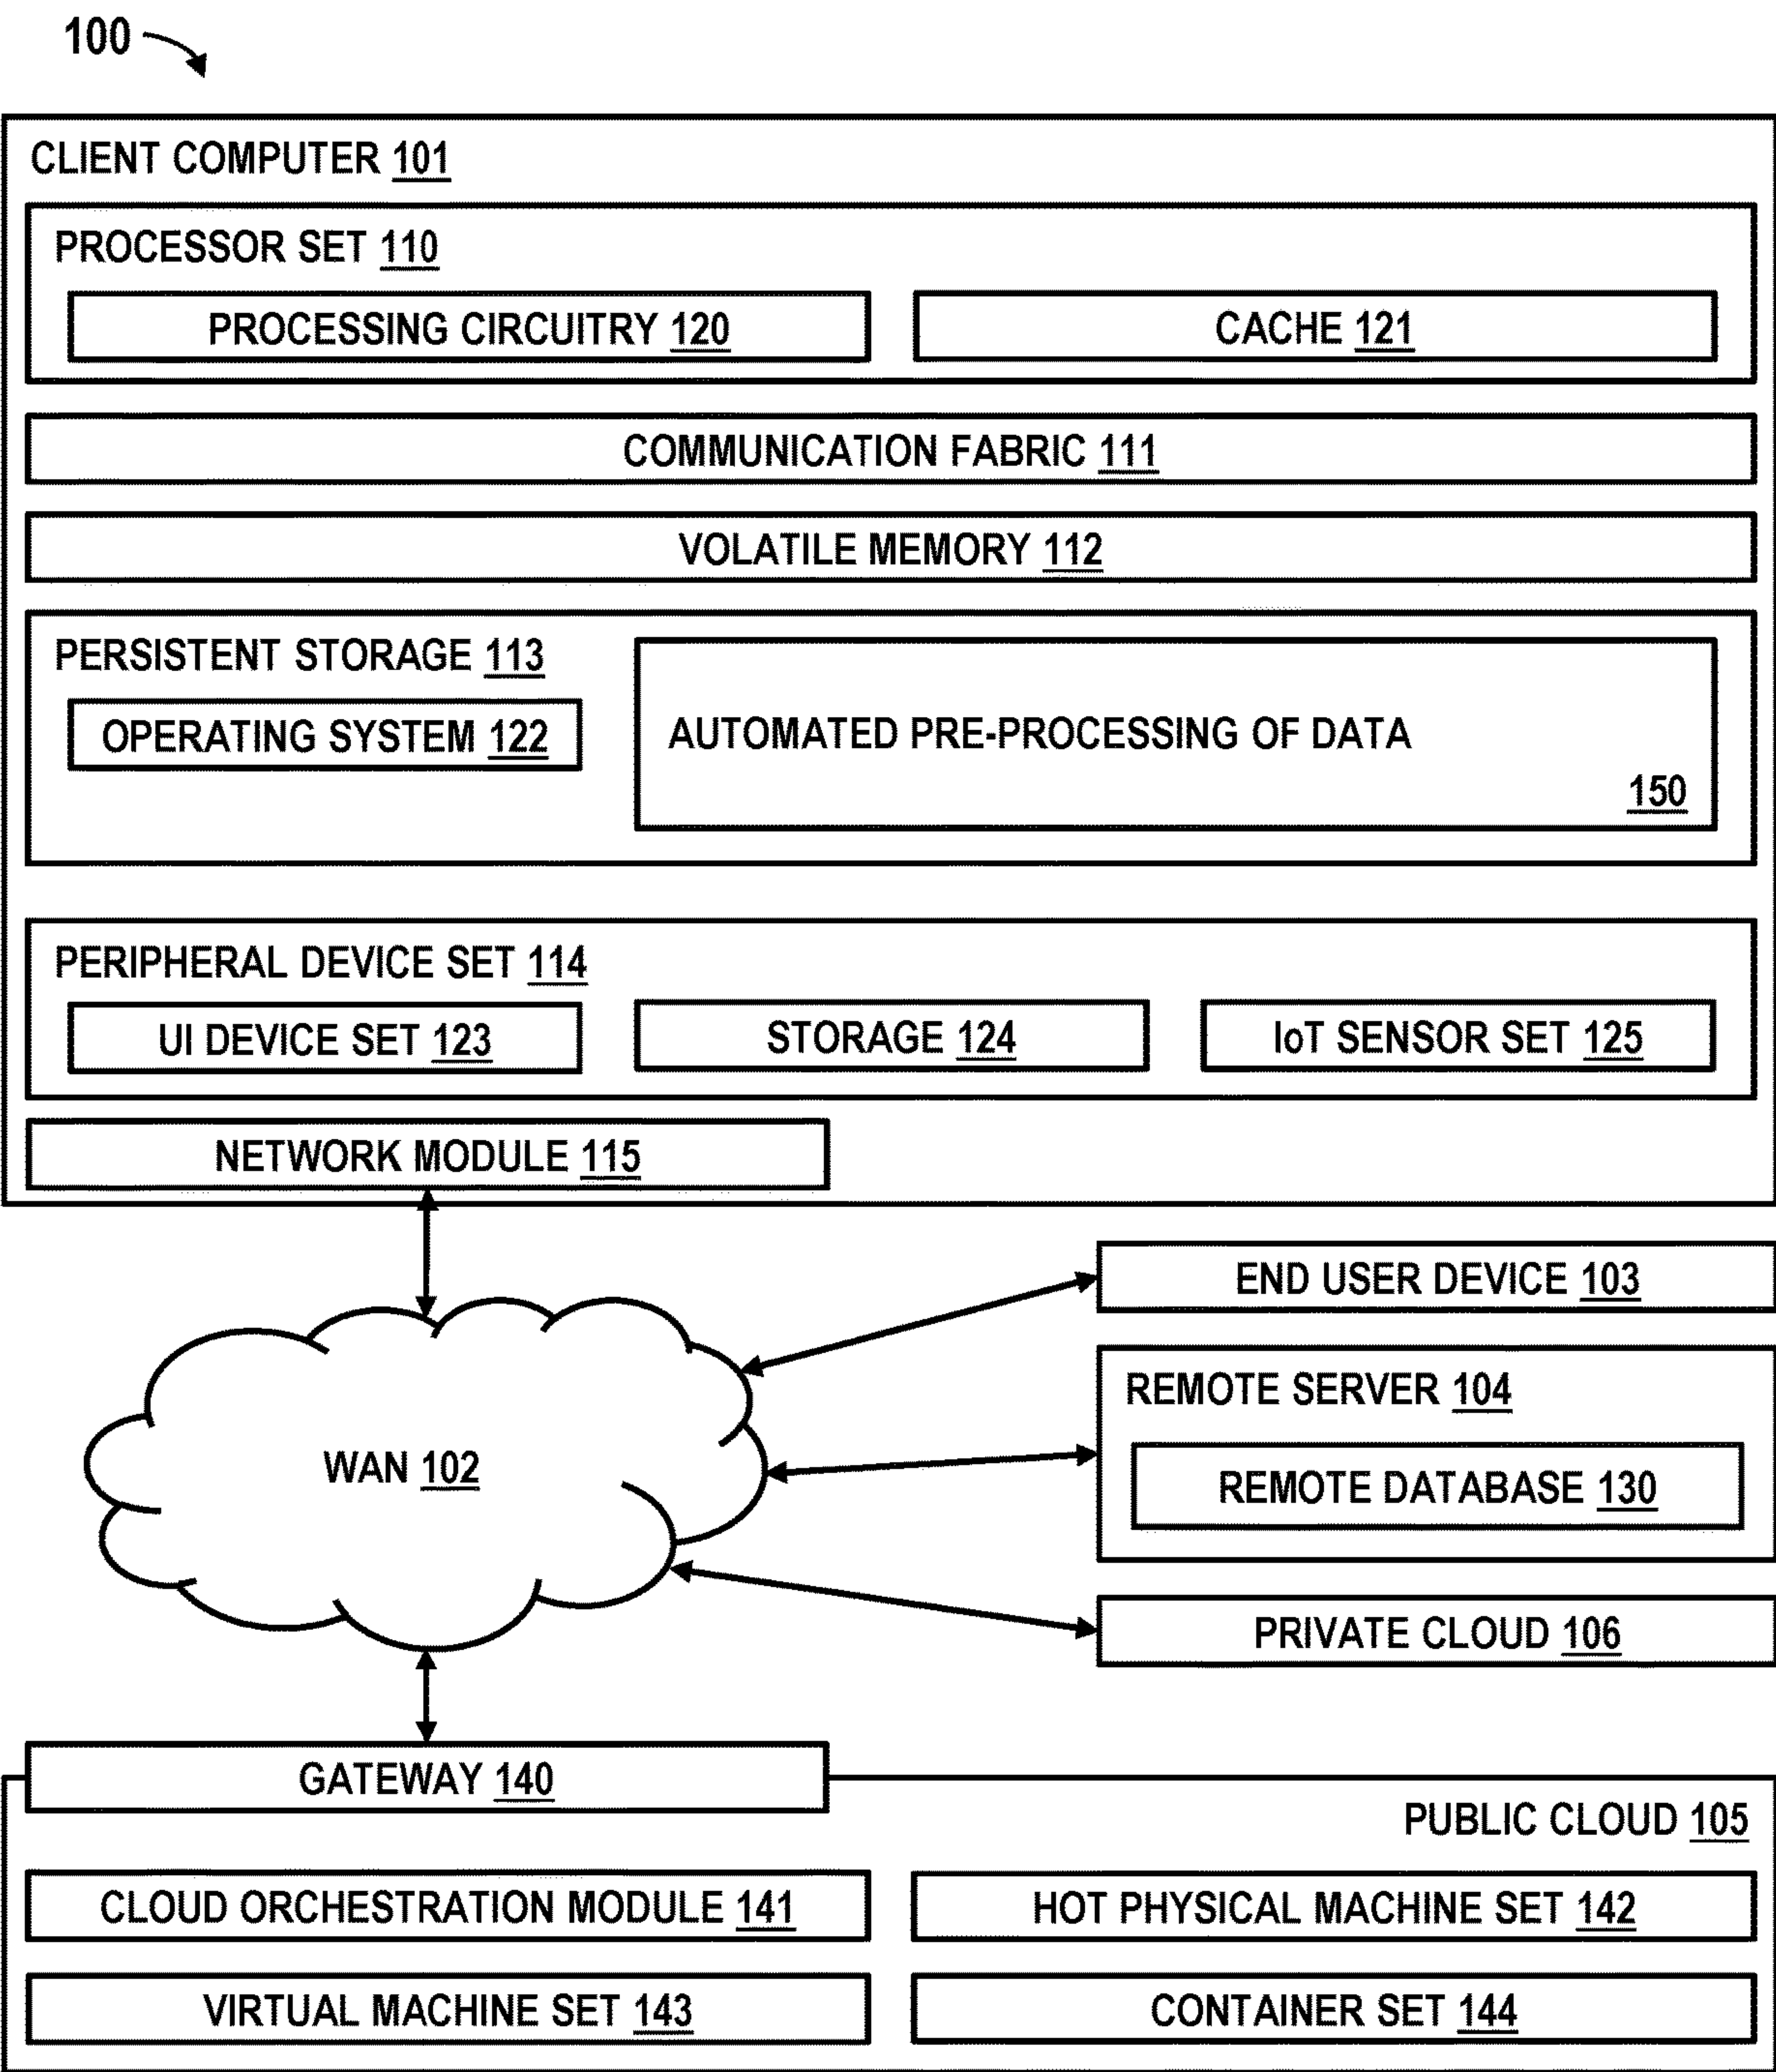 100
CLIENT COMPUTER 101
PROCESSOR SET 110
PROCESSING CIRCUITRY 120
CACHE 121
COMMUNICATION FABRIC 111
VOLATILE MEMORY 112
PERSISTENT STORAGE 113
OPERATING SYSTEM 122
AUTOMATED PRE-PROCESSING OF DATA
150
PERIPHERAL DEVICE SET 114
UI DEVICE SET 123
STORAGE 124
IoT SENSOR SET 125
NETWORK MODULE 115
END USER DEVICE 103
REMOTE SERVER 104
WAN 102
REMOTE DATABASE 130
PRIVATE CLOUD 106
GATEWAY 140
PUBLIC CLOUD 105
CLOUD ORCHESTRATION MODULE 141
HOT PHYSICAL MACHINE SET 142
VIRTUAL MACHINE SET 143
CONTAINER SET 144